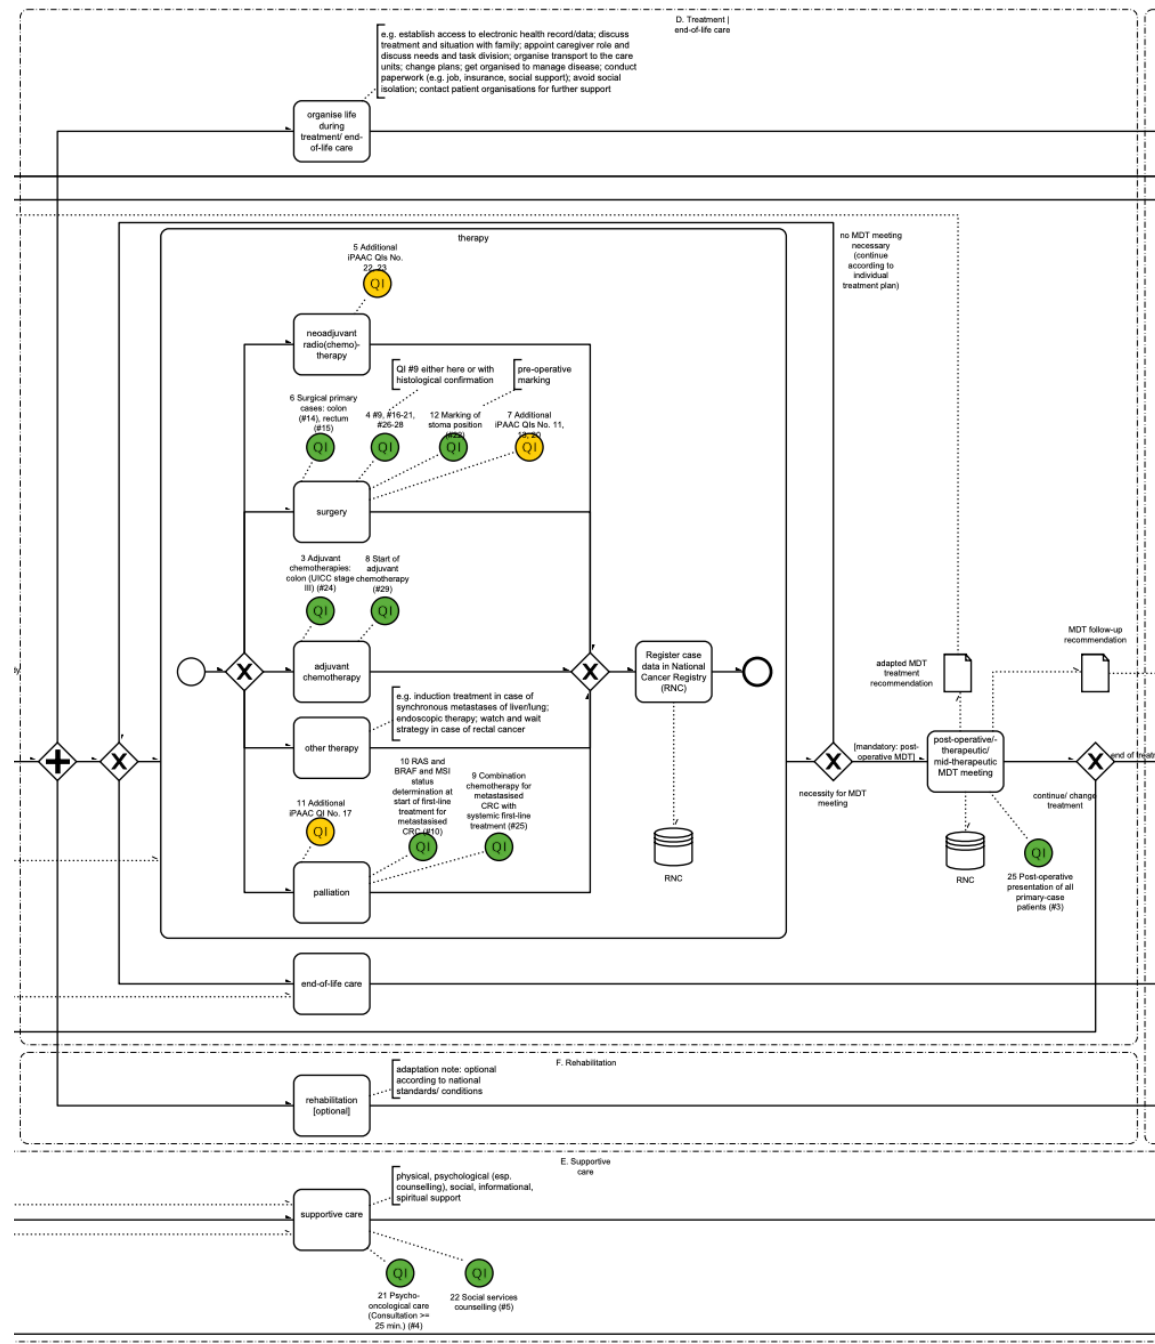 D. Treatment |
end-of-life care
e.g. establish access to electronic health record/data; discuss
treatment and situation with family; appoint caregiver role and
discuss needs and task division; organise transport to the care
units; change plans; get organised to manage disease; conduct
paperwork (e.g. job, insurance, social support); avoid social
isolation; contact patient organisations for further support
organise life
during
treatment/ end-
of-life care
therapy
no MDT meeting
necessary
(continue
according to
individual
treatment plan)
5 Additional
iPAAC QIs No.
22, 23
QI
neoadjuvant
radio(chemo)-
therapy
QI #9 either here or with
histological confirmation
pre-operative
marking
6 Surgical primary
cases: colon
(#14), rectum
(#15)
4 #9, #16-21,
#26-28
12 Marking of
stoma position
(#22)
7 Additional
iPAAC QIs No. 11,
QI
QI
QI
QI
surgery
3 Adjuvant
chemotherapies:
colon (UICC stage
III) (#24)
8 Start of
adjuvant
chemotherapy
(#29)
QI
QI
X
adjuvant
chemotherapy
X
Register case
data in National
Cancer Registry
(RNC)
MDT follow-up
recommendation
adapted MDT
treatment
recommendation
e.g. induction treatment in case of
synchronous metastases of liver/lung;
endoscopic therapy; watch and wait
strategy in case of rectal cancer
other therapy
X
X
[mandatory: post-
operative MDT]
post-operative/-
therapeutic/
mid-therapeutic
MDT meeting
X
end of treatm
necessity for MDT
meeting
continue/ change
treatment
10 RAS and
BRAF and MSI
status
determination at
start of first-line
treatment for
metastasised
CRC (#10)
9 Combination
chemotherapy for
metastasised
CRC with
systemic first-line
treatment (#25)
11 Additional
iPAAC QI No. 17
QI
QI
QI
palliation
RNC
RNC
QI
25 Post-operative
presentation of all
primary-case
patients (#3)
end-of-life care
F. Rehabilitation
adaptation note: optional
according to national
standards/ conditions
rehabilitation
[optional]
E. Supportive
care
physical, psychological (esp.
counselling), social, informational,
spiritual support
supportive care
QI
QI
21 Psycho-
oncological care
(Consultation >=
25 min.) (#4)
22 Social services
counselling (#5)